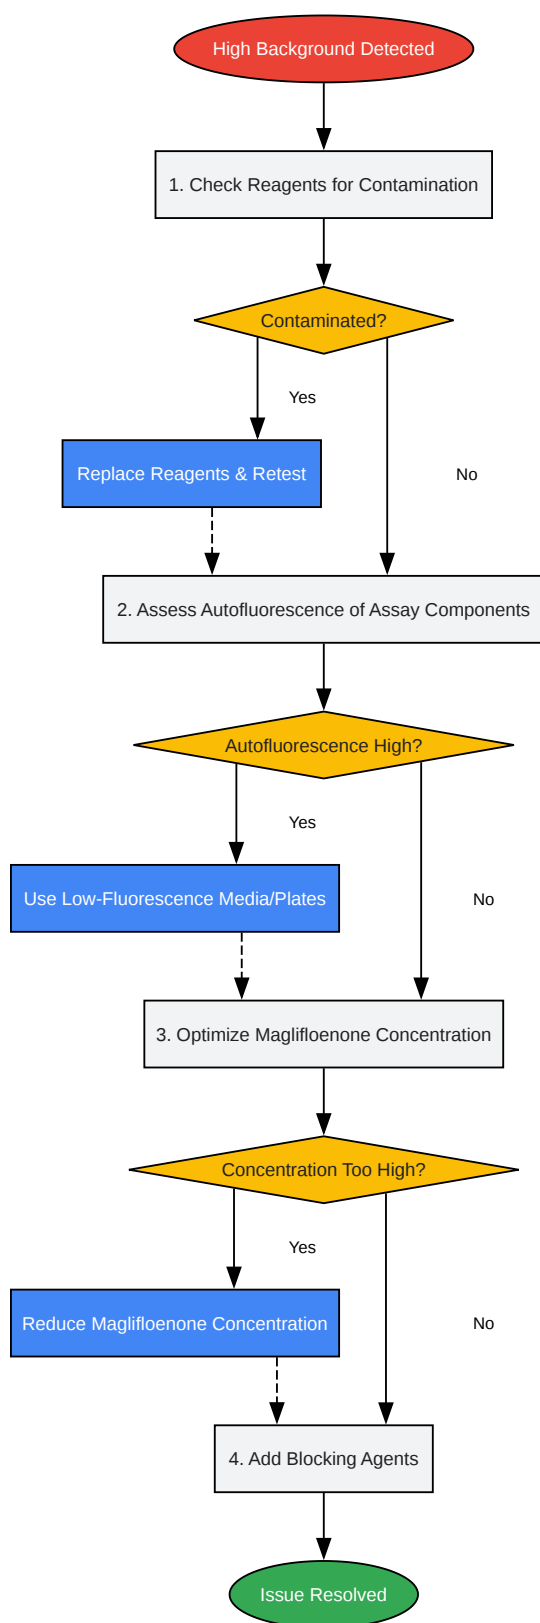 High Background Detected
1. Check Reagents for Contamination
Contaminated?
Yes
Replace Reagents & Retest
No
2. Assess Autofluorescence of Assay Components
Autofluorescence High?
Yes
Use Low-Fluorescence Media/Plates
No
3. Optimize Maglifloenone Concentration
Concentration Too High?
Yes
Reduce Maglifloenone Concentration
No
4. Add Blocking Agents
Issue Resolved